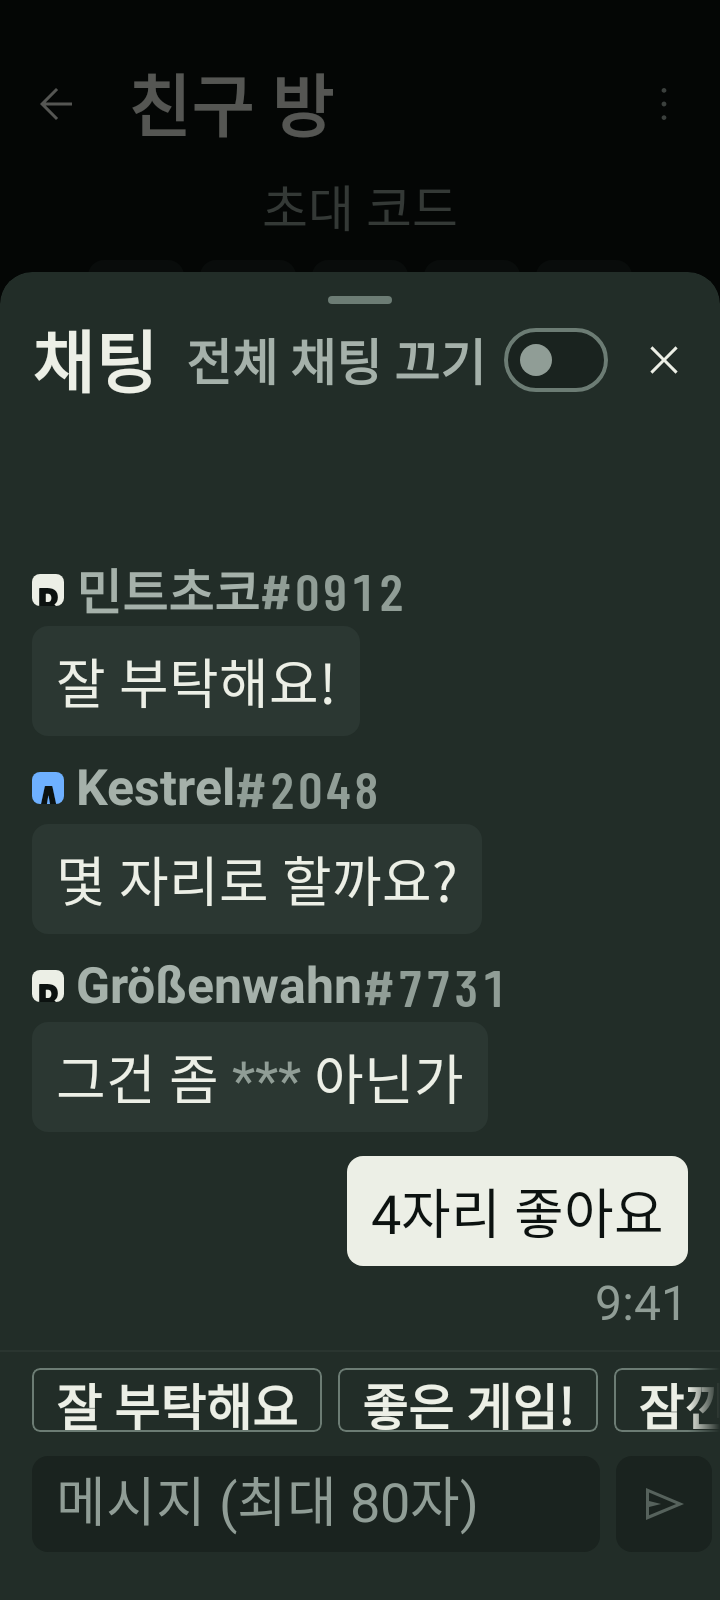 친구 방
초대 코드
채팅 전체 채팅 끄기
민트초코#0912
잘 부탁해요!
A Kestrel#2048
몇 자리로 할까요?
Größenwahn#7731
그건 좀 *** 아닌가
4자리 좋아요
9:41
잘 부탁해요 좋은 게임!
메시지 (최대 80자)